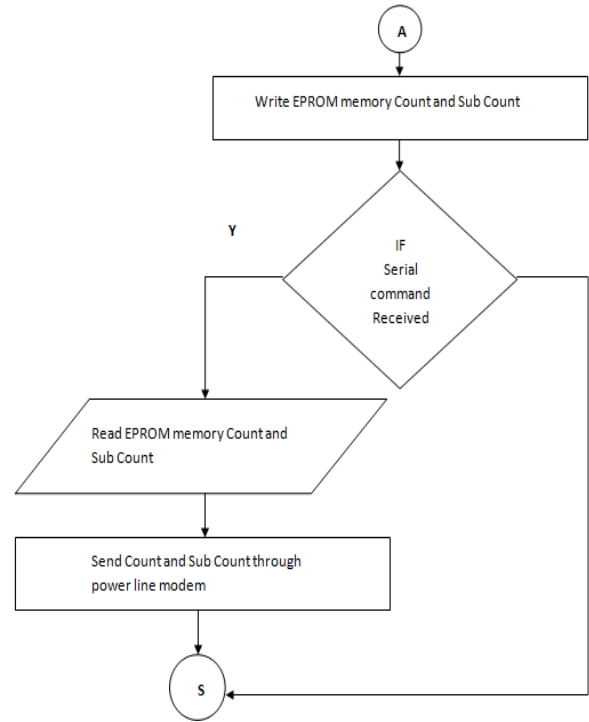 A
Write EPROM memory Count and Sub Count
Y
IF
Serial
command
Received
Read EPROM memory Count and
Sub Count
Send Count and Sub Count through
power line modem
S